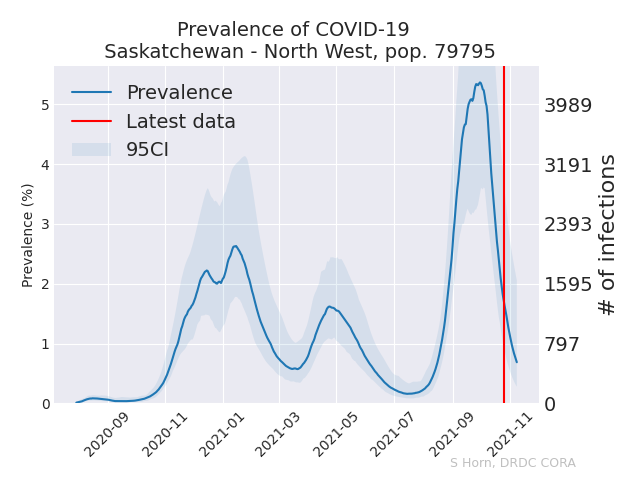 Prevalence of COVID-19
Saskatchewan - North West, pop. 79795
Prevalence
Latest data
95CI
Prevalence (%)
5
4
3
2
1
0
3989
3191
2393
1595
797
0
# of infections
2020-09
2020-11
2021-01
2021-03
2021-05
2021-07
2021-09
2021-11
S Horn, DRDC CORA